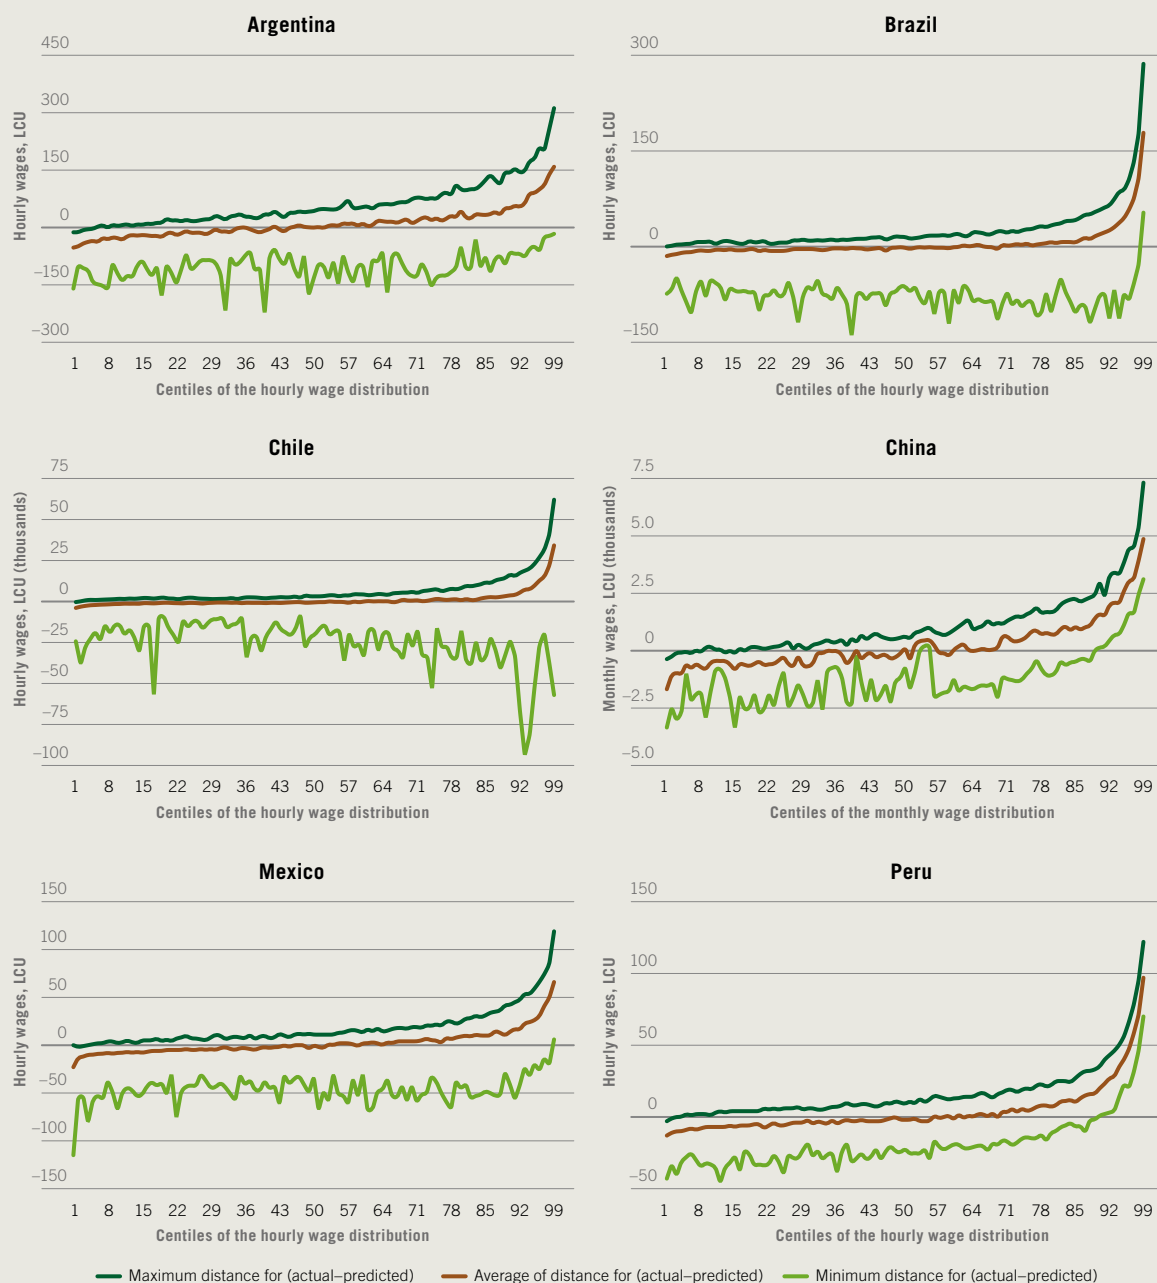 Argentina
Hourly wages, LCU
450
300
150
0
–150
–300
1 8 15 22 29 36 43 50 57 64 71 78 85 92 99
Centiles of the hourly wage distribution
Brazil
Hourly wages, LCU
300
150
0
–150
1 8 15 22 29 36 43 50 57 64 71 78 85 92 99
Centiles of the hourly wage distribution
Chile
Hourly wages, LCU (thousands)
75
50
25
0
–25
–50
–75
–100
1 8 15 22 29 36 43 50 57 64 71 78 85 92 99
Centiles of the hourly wage distribution
China
Monthly wages, LCU (thousands)
7.5
5.0
2.5
0
–2.5
–5.0
1 8 15 22 29 36 43 50 57 64 71 78 85 92 99
Centiles of the monthly wage distribution
Mexico
Hourly wages, LCU
150
100
50
0
–50
–100
–150
1 8 15 22 29 36 43 50 57 64 71 78 85 92 99
Centiles of the hourly wage distribution
Peru
Hourly wages, LCU
150
100
50
0
–50
1 8 15 22 29 36 43 50 57 64 71 78 85 92 99
Centiles of the hourly wage distribution
Maximum distance for (actual–predicted) Average of distance for (actual–predicted) Minimum distance for (actual–predicted)